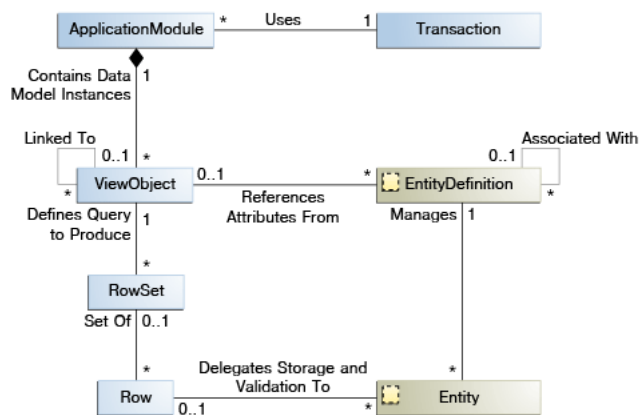 ApplicationModule
* Uses 1
Transaction
Contains Data
Model Instances
1
Linked To
0..1
*
*
ViewObject
0..1
*
References
Attributes From
Associated With
0..1
*
EntityDefinition
Defines Query
to Produce
1
*
Manages
1
*
RowSet
Set Of
0..1
*
Row
Delegates Storage and
Validation To
0..1
*
Entity